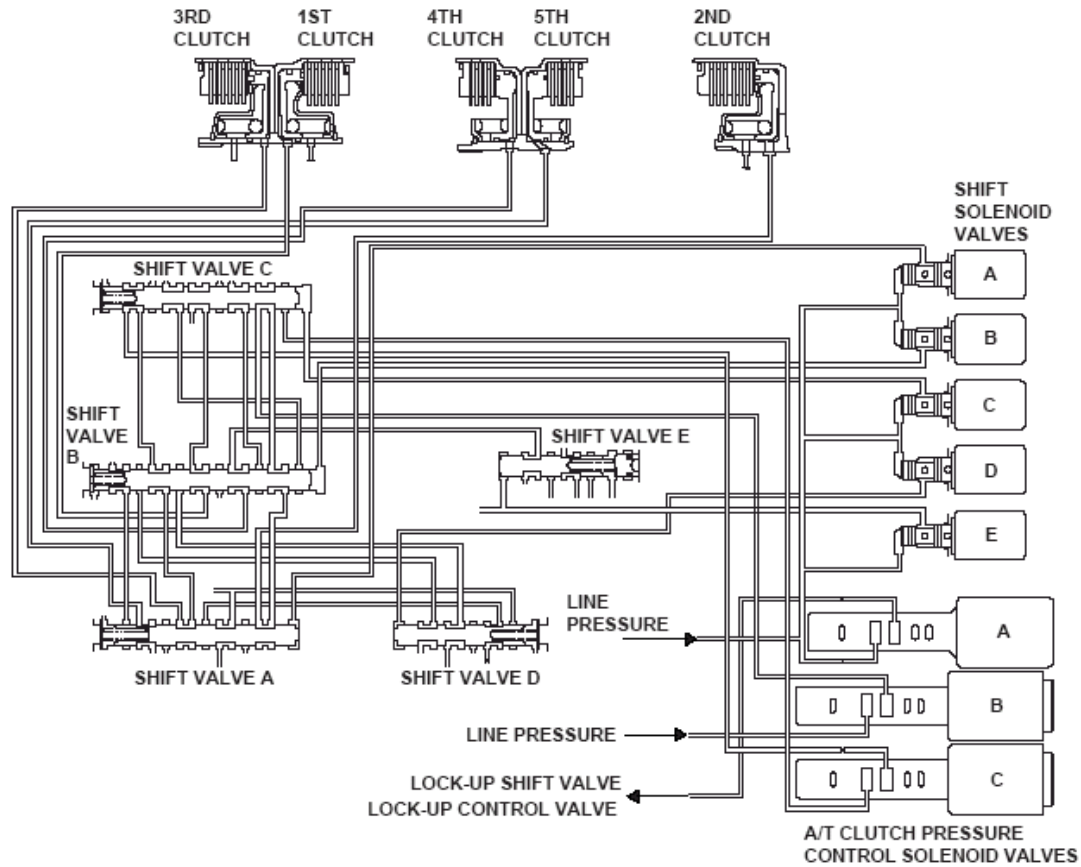 3RD
CLUTCH
1ST
CLUTCH
4TH
CLUTCH
5TH
CLUTCH
2ND
CLUTCH
SHIFT
SOLENOID
VALVES
SHIFT VALVE C
A
B
C
SHIFT
VALVE
B
SHIFT VALVE E
D
E
LINE
PRESSURE
A
SHIFT VALVE A
SHIFT VALVE D
B
LINE PRESSURE
C
LOCK-UP SHIFT VALVE
LOCK-UP CONTROL VALVE
A/T CLUTCH PRESSURE
CONTROL SOLENOID VALVES